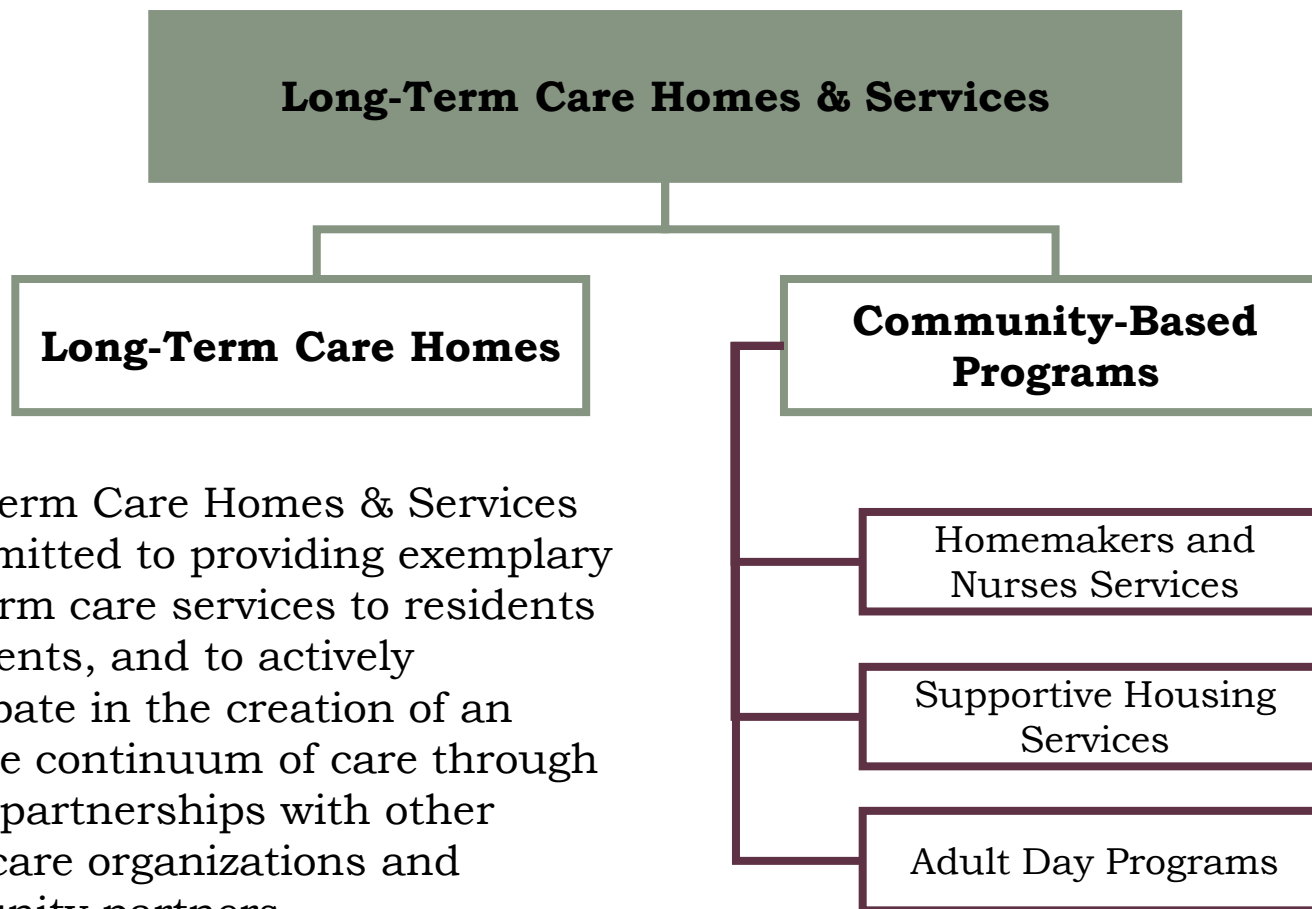 Long-Term Care Homes & Services
Long-Term Care Homes
Community-Based
Programs
erm Care Homes & Services
mitted to providing exemplary
rm care services to residents
ents, and to actively
pate in the creation of an
e continuum of care through
partnerships with other
care organizations and
unity partners
Homemakers and
Nurses Services
Supportive Housing
Services
Adult Day Programs